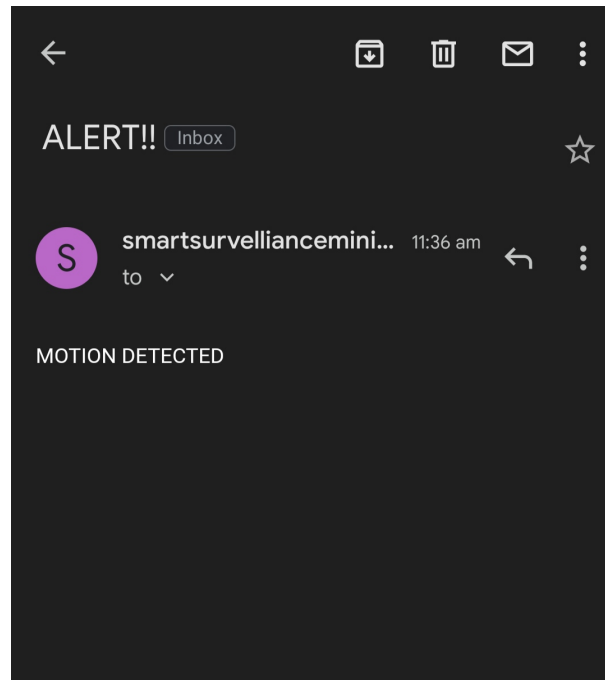 ALERT!! Inbox
S
smartsurvelliancemini... 11:36 am
to
MOTION DETECTED